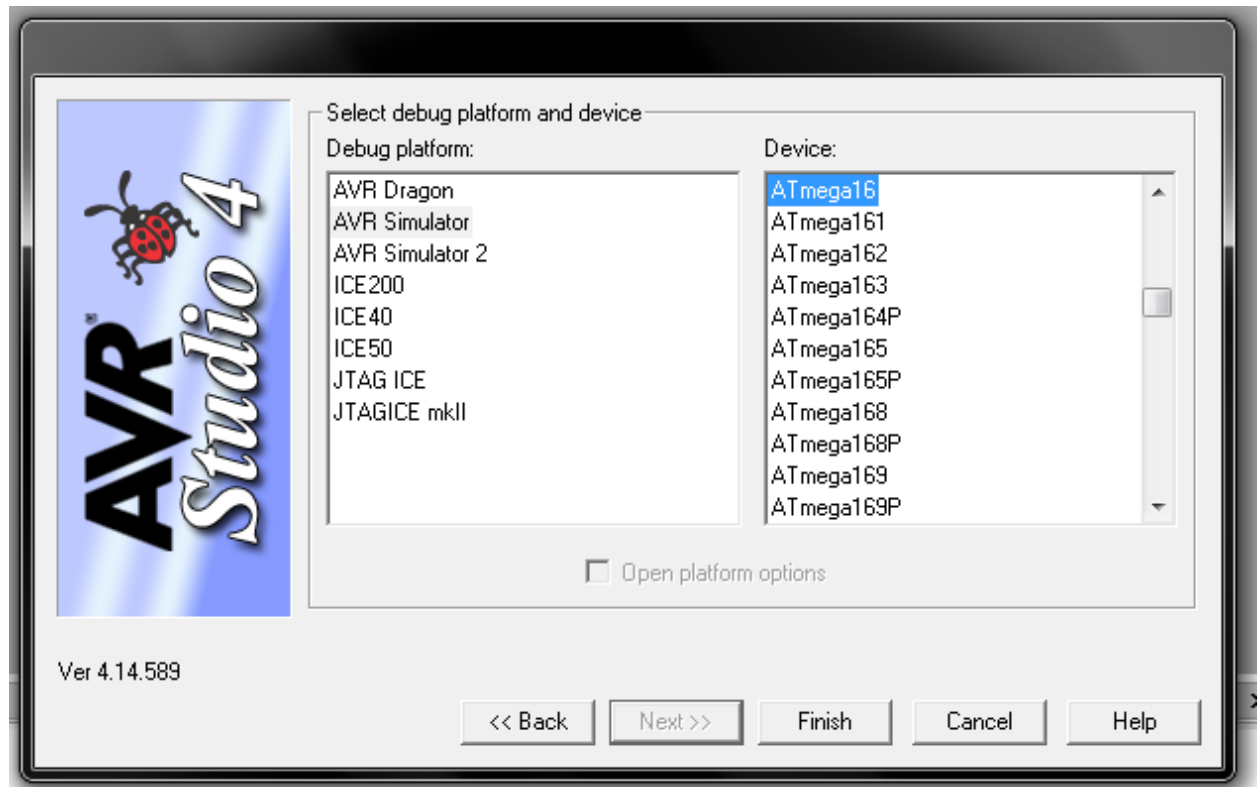 AVR®
Studio 4
Select debug platform and device
Debug platform:
AVR Dragon
AVR Simulator
AVR Simulator 2
ICE200
ICE40
ICE50
JTAG ICE
JTAGICE mkII
Device:
ATmega16
ATmega161
ATmega162
ATmega163
ATmega164P
ATmega165
ATmega165P
ATmega168
ATmega168P
ATmega169
ATmega169P
Open platform options
Ver 4.14.589
<< Back
Next >>
Finish
Cancel
Help